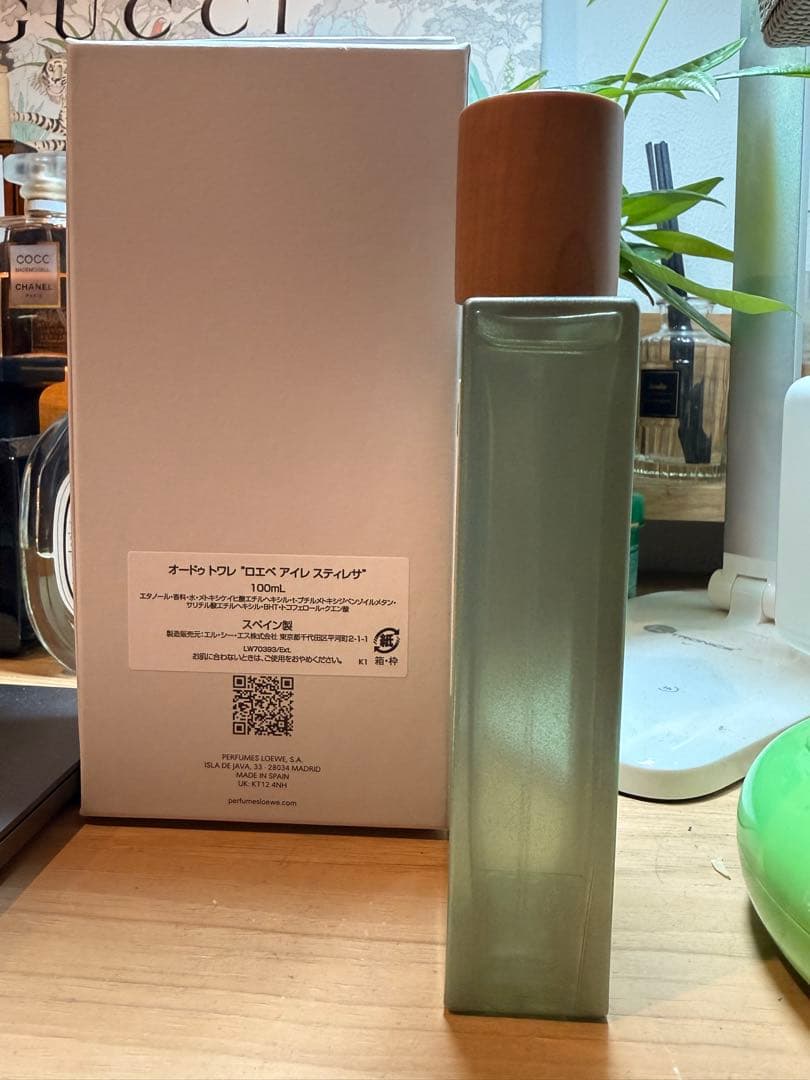 GUCCI
COCO
MADEMOISELLE
CHANEL
PARIS
オードゥ トワレ "ロエベ アイレ スティレサ"
100mL
エタノール・香料・水・メトキシケイヒ酸エチルヘキシル・t-ブチルメトキシジベンゾイルメタン・
サリチル酸エチルヘキシル・BHT・トコフェロール・クエン酸
スペイン製
製造販売元:エル・シー・エス株式会社 東京都千代田区平河町2-1-1
LW70393/Ext.
お肌に合わないときは、ご使用をおやめください。
K1
紙
箱・枠
PERFUMES LOEWE, S.A.
ISLA DE JAVA, 33 - 28034 MADRID
MADE IN SPAIN
UK: KT12 4NH
perfumesloewe.com